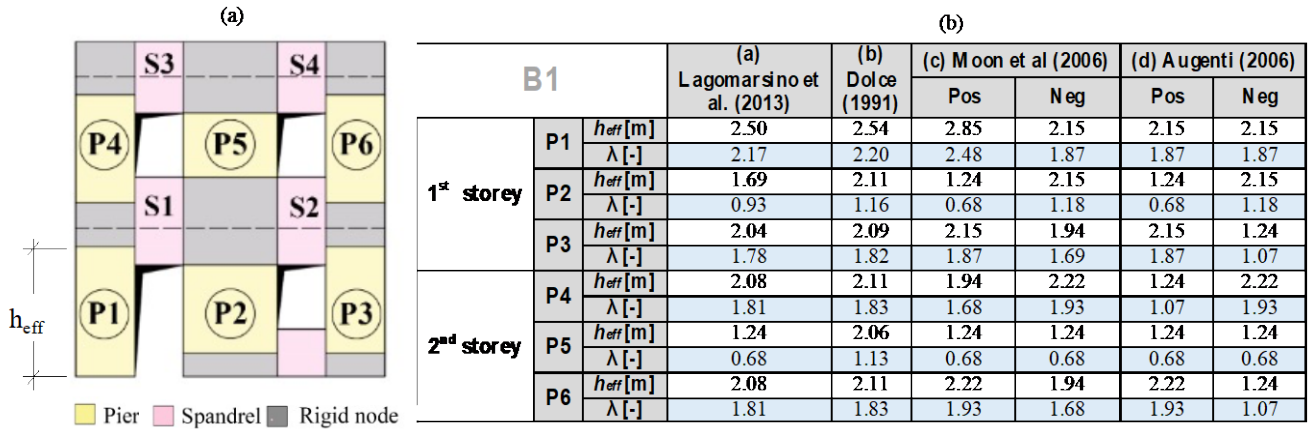 (a)
S3 S4
P4 P5 P6
S1 S2
P1 P2 P3
heff
Pier Spandrel Rigid node
(b)
B1 (a) Lagomarsino et al. (2013) (b) Dolce (1991) (c) Moon et al (2006) (d) Augenti (2006)
Pos Neg Pos Neg
1st storey P1 heff [m] 2.50 2.54 2.85 2.15 2.15 2.15
λ [-] 2.17 2.20 2.48 1.87 1.87 1.87
P2 heff [m] 1.69 2.11 1.24 2.15 1.24 2.15
λ [-] 0.93 1.16 0.68 1.18 0.68 1.18
P3 heff [m] 2.04 2.09 2.15 1.94 2.15 1.24
λ [-] 1.78 1.82 1.87 1.69 1.87 1.07
2nd storey P4 heff [m] 2.08 2.11 1.94 2.22 1.24 2.22
λ [-] 1.81 1.83 1.68 1.93 1.07 1.93
P5 heff [m] 1.24 2.06 1.24 1.24 1.24 1.24
λ [-] 0.68 1.13 0.68 0.68 0.68 0.68
P6 heff [m] 2.08 2.11 2.22 1.94 2.22 1.24
λ [-] 1.81 1.83 1.93 1.68 1.93 1.07